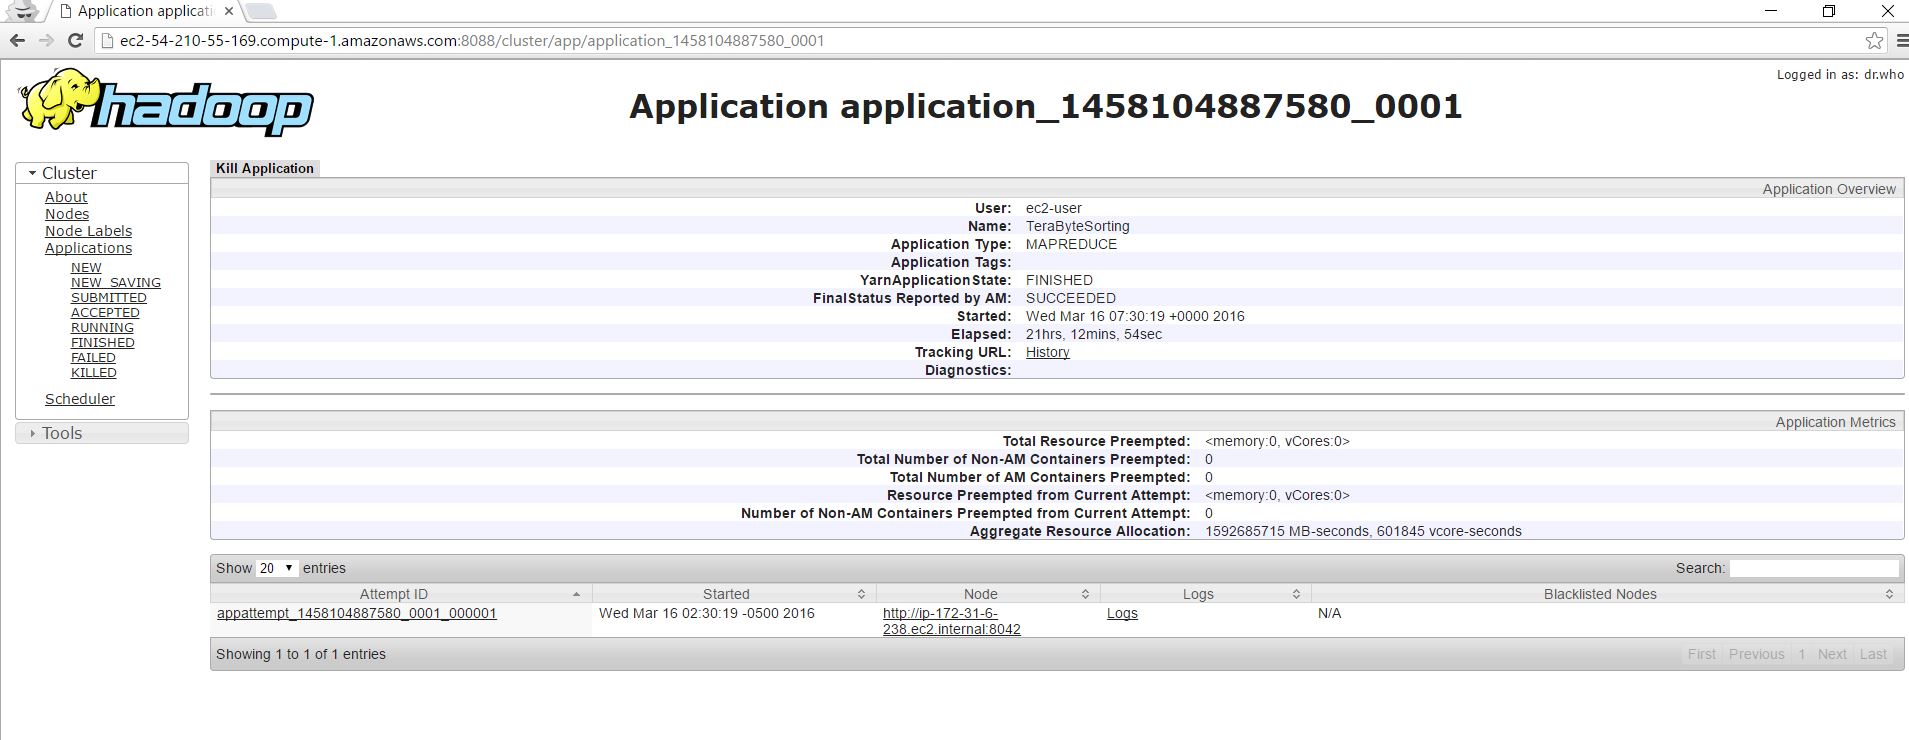 Application applicati
ec2-54-210-55-169.compute-1.amazonaws.com:8088/cluster/app/application_1458104887580_0001
hadoop
Logged in as: dr.who
Application application_1458104887580_0001
Cluster
About
Nodes
Node Labels
Applications
NEW
NEW_SAVING
SUBMITTED
ACCEPTED
RUNNING
FINISHED
FAILED
KILLED
Scheduler
Tools
Kill Application
Application Overview
User: ec2-user
Name: TeraByteSorting
Application Type: MAPREDUCE
Application Tags:
YarnApplicationState: FINISHED
FinalStatus Reported by AM: SUCCEEDED
Started: Wed Mar 16 07:30:19 +0000 2016
Elapsed: 21hrs, 12mins, 54sec
Tracking URL: History
Diagnostics:
Application Metrics
Total Resource Preempted: <memory:0, vCores:0>
Total Number of Non-AM Containers Preempted: 0
Total Number of AM Containers Preempted: 0
Resource Preempted from Current Attempt: <memory:0, vCores:0>
Number of Non-AM Containers Preempted from Current Attempt: 0
Aggregate Resource Allocation: 1592685715 MB-seconds, 601845 vcore-seconds
Show 20 entries Search:
Attempt ID Started Node Logs Blacklisted Nodes
appattempt_1458104887580_0001_000001 Wed Mar 16 02:30:19 -0500 2016 http://ip-172-31-6- Logs N/A
238.ec2.internal:8042
Showing 1 to 1 of 1 entries First Previous 1 Next Last